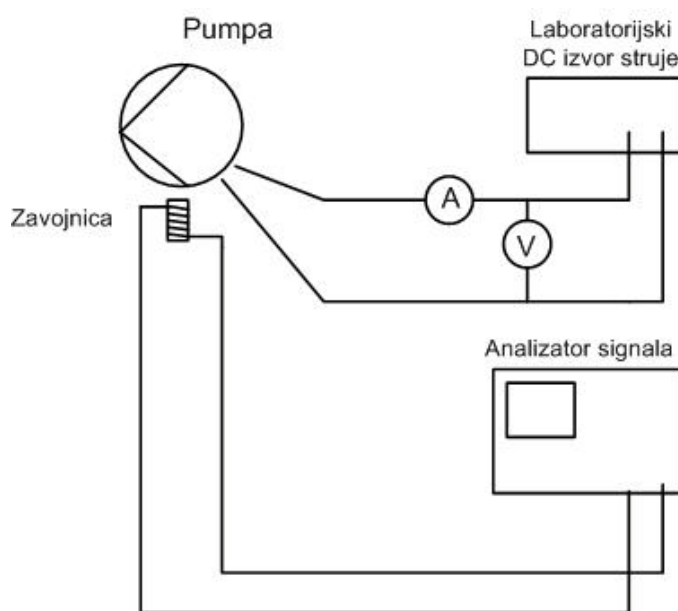 Pumpa
Laboratorijski
DC izvor struje
A
Zavojnica
V
Analizator signala